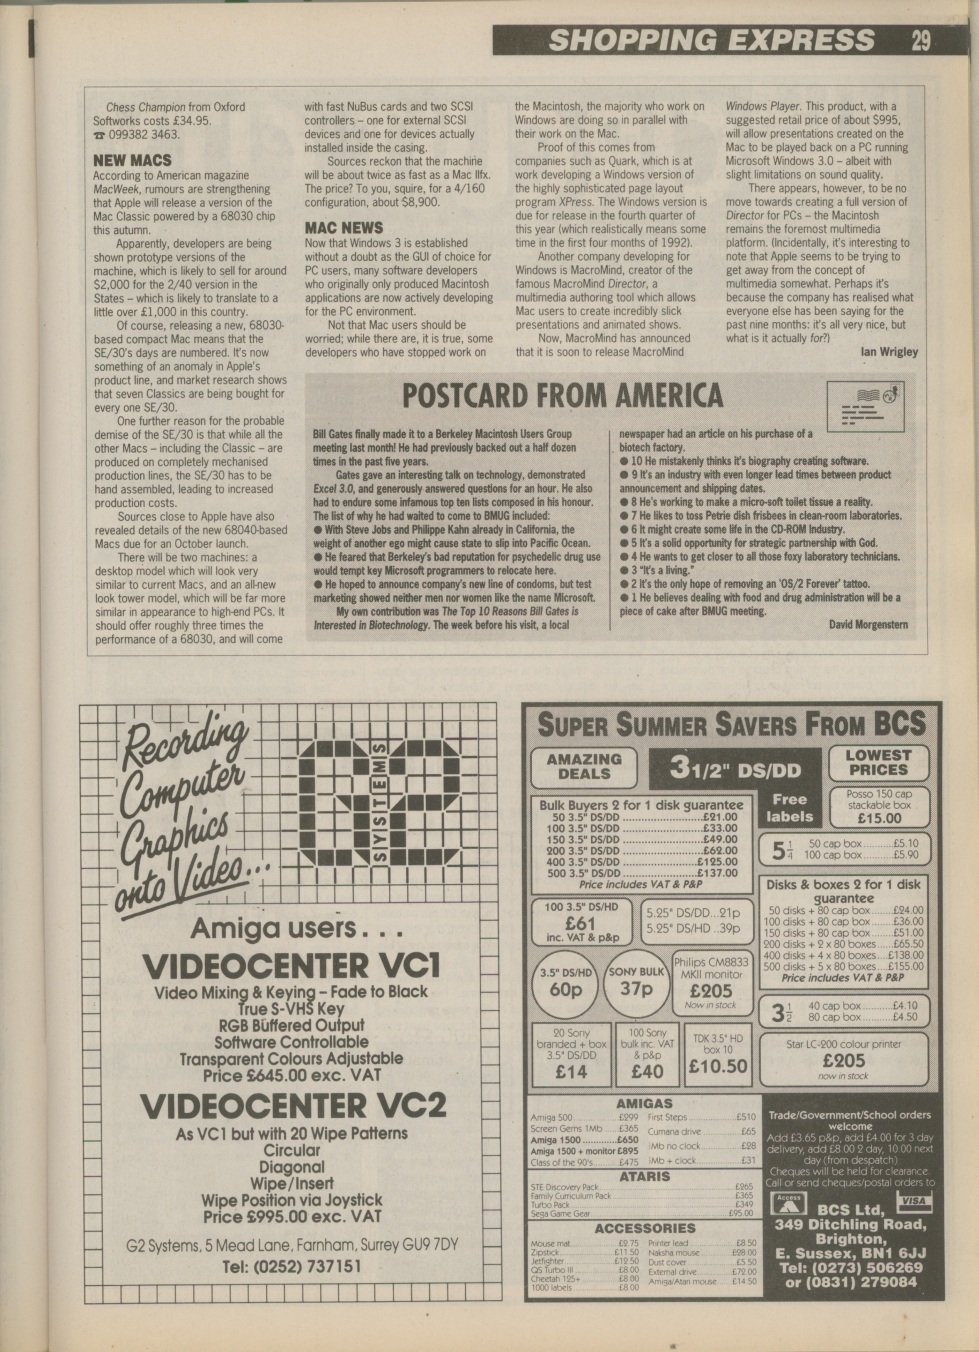 SHOPPING EXPRESS 29
Chess Champion from Oxford
Softworks costs £34.95.
☎ 099382 3463.
NEW MACS
According to American magazine
MacWeek, rumours are strengthening
that Apple will release a version of the
Mac Classic powered by a 68030 chip
this autumn.
Apparently, developers are being
shown prototype versions of the
machine, which is likely to sell for around
$2,000 for the 2/40 version in the
States – which is likely to translate to a
little over £1,000 in this country.
Of course, releasing a new, 68030-
based compact Mac means that the
SE/30's days are numbered. It's now
something of an anomaly in Apple's
product line, and market research shows
that seven Classics are being bought for
every one SE/30.
One further reason for the probable
demise of the SE/30 is that while all the
other Macs – including the Classic – are
produced on completely mechanised
production lines, the SE/30 has to be
hand assembled, leading to increased
production costs.
Sources close to Apple have also
revealed details of the new 68040-based
Macs due for an October launch.
There will be two machines: a
desktop model which will look very
similar to current Macs, and an all-new
look tower model, which will be far more
similar in appearance to high-end PCs. It
should offer roughly three times the
performance of a 68030, and will come
with fast NuBus cards and two SCSI
controllers – one for external SCSI
devices and one for devices actually
installed inside the casing.
Sources reckon that the machine
will be about twice as fast as a Mac IIfx.
The price? To you, squire, for a 4/160
configuration, about $8,900.
MAC NEWS
Now that Windows 3 is established
without a doubt as the GUI of choice for
PC users, many software developers
who originally only produced Macintosh
applications are now actively developing
for the PC environment.
Not that Mac users should be
worried; while there are, it is true, some
developers who have stopped work on
the Macintosh, the majority who work on
Windows are doing so in parallel with
their work on the Mac.
Proof of this comes from
companies such as Quark, which is at
work developing a Windows version of
the highly sophisticated page layout
program XPress. The Windows version is
due for release in the fourth quarter of
this year (which realistically means some
time in the first four months of 1992).
Another company developing for
Windows is MacroMind, creator of the
famous MacroMind Director, a
multimedia authoring tool which allows
Mac users to create incredibly slick
presentations and animated shows.
Now, MacroMind has announced
that it is soon to release MacroMind
Windows Player. This product, with a
suggested retail price of about $995,
will allow presentations created on the
Mac to be played back on a PC running
Microsoft Windows 3.0 – albeit with
slight limitations on sound quality.
There appears, however, to be no
move towards creating a full version of
Director for PCs – the Macintosh
remains the foremost multimedia
platform. (Incidentally, it's interesting to
note that Apple seems to be trying to
get away from the concept of
multimedia somewhat. Perhaps it's
because the company has realised what
everyone else has been saying for the
past nine months: it's all very nice, but
what is it actually for?)
Ian Wrigley
POSTCARD FROM AMERICA
Bill Gates finally made it to a Berkeley Macintosh Users Group
meeting last month! He had previously backed out a half dozen
times in the past five years.
Gates gave an interesting talk on technology, demonstrated
Excel 3.0, and generously answered questions for an hour. He also
had to endure some infamous top ten lists composed in his honour.
The list of why he had waited to come to BMUG included:
● With Steve Jobs and Philippe Kahn already in California, the
weight of another ego might cause state to slip into Pacific Ocean.
● He feared that Berkeley's bad reputation for psychedelic drug use
would tempt key Microsoft programmers to relocate here.
● He hoped to announce company's new line of condoms, but test
marketing showed neither men nor women like the name Microsoft.
My own contribution was The Top 10 Reasons Bill Gates is
Interested in Biotechnology. The week before his visit, a local
newspaper had an article on his purchase of a
biotech factory.
● 10 He mistakenly thinks it's biography creating software.
● 9 It's an industry with even longer lead times between product
announcement and shipping dates.
● 8 He's working to make a micro-soft toilet tissue a reality.
● 7 He likes to toss Petrie dish frisbees in clean-room laboratories.
● 6 It might create some life in the CD-ROM Industry.
● 5 It's a solid opportunity for strategic partnership with God.
● 4 He wants to get closer to all those foxy laboratory technicians.
● 3 "It's a living."
● 2 It's the only hope of removing an 'OS/2 Forever' tattoo.
● 1 He believes dealing with food and drug administration will be a
piece of cake after BMUG meeting.
David Morgenstern
Recording
Computer
Graphics
onto Video...
G2 SYSTEMS
Amiga users...
VIDEOCENTER VC1
Video Mixing & Keying – Fade to Black
True S-VHS Key
RGB Buffered Output
Software Controllable
Transparent Colours Adjustable
Price £645.00 exc. VAT
VIDEOCENTER VC2
As VC1 but with 20 Wipe Patterns
Circular
Diagonal
Wipe/Insert
Wipe Position via Joystick
Price £995.00 exc. VAT
G2 Systems, 5 Mead Lane, Farnham, Surrey GU9 7DY
Tel: (0252) 737151
SUPER SUMMER SAVERS FROM BCS
AMAZING
DEALS
3 1/2" DS/DD
LOWEST
PRICES
Bulk Buyers 2 for 1 disk guarantee
50 3.5" DS/DD ........£21.00
100 3.5" DS/DD ........£33.00
150 3.5" DS/DD ........£49.00
200 3.5" DS/DD ........£62.00
400 3.5" DS/DD ........£125.00
500 3.5" DS/DD ........£137.00
Price includes VAT & P&P
Free
labels
Posso 150 cap
stackable box
£15.00
5 1/4 50 cap box..........£5.10
100 cap box..........£5.90
100 3.5" DS/HD
£61
inc. VAT & p&p
5.25" DS/DD...21p
5.25" DS/HD ..39p
Disks & boxes 2 for 1 disk
guarantee
50 disks + 80 cap box.......£24.00
100 disks + 80 cap box......£36.00
150 disks + 80 cap box......£51.00
200 disks + 2 x 80 boxes....£65.50
400 disks + 4 x 80 boxes...£138.00
500 disks + 5 x 80 boxes...£155.00
Price includes VAT & P&P
3.5" DS/HD
60p
SONY BULK
37p
Philips CM8833
MKII monitor
£205
Now in stock
3 1/2 40 cap box..........£4.10
80 cap box..........£4.50
20 Sony
branded + box
3.5" DS/DD
£14
100 Sony
bulk inc. VAT
& p&p
£40
TDK 3.5" HD
box 10
£10.50
Star LC-200 colour printer
£205
now in stock
AMIGAS
Amiga 500 ........£299
Screen Gems 1Mb ........£365
Amiga 1500 ........£650
Amiga 1500 + monitor £895
Class of the 90's ........£475
First Steps ........£510
Cumana drive ........£65
½Mb no clock ........£28
½Mb + clock ........£31
ATARIS
STE Discovery Pack ........£265
Family Curriculum Pack ........£365
Turbo Pack ........£349
Sega Game Gear ........£95.00
ACCESSORIES
Mouse mat ........£2.75
Zipstick ........£11.50
Jetfighter ........£12.50
QS Turbo III ........£8.00
Cheetah 125+ ........£8.00
1000 labels ........£8.00
Printer lead ........£8.50
Naksha mouse ........£28.00
Dust cover ........£5.50
External drive ........£72.00
Amiga/Atari mouse ........£14.50
Trade/Government/School orders
welcome
Add £3.65 p&p, add £4.00 for 3 day
delivery, add £8.00 2 day, 10.00 next
day (from despatch)
Cheques will be held for clearance.
Call or send cheques/postal orders to
Access
VISA
BCS Ltd,
349 Ditchling Road,
Brighton,
E. Sussex, BN1 6JJ
Tel: (0273) 506269
or (0831) 279084